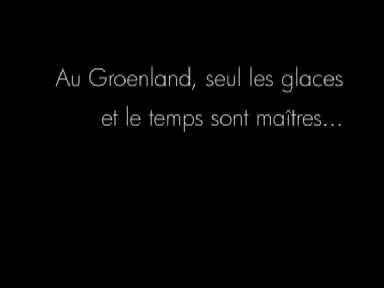 Au Groenland, seul les glaces
et le temps sont maîtres...